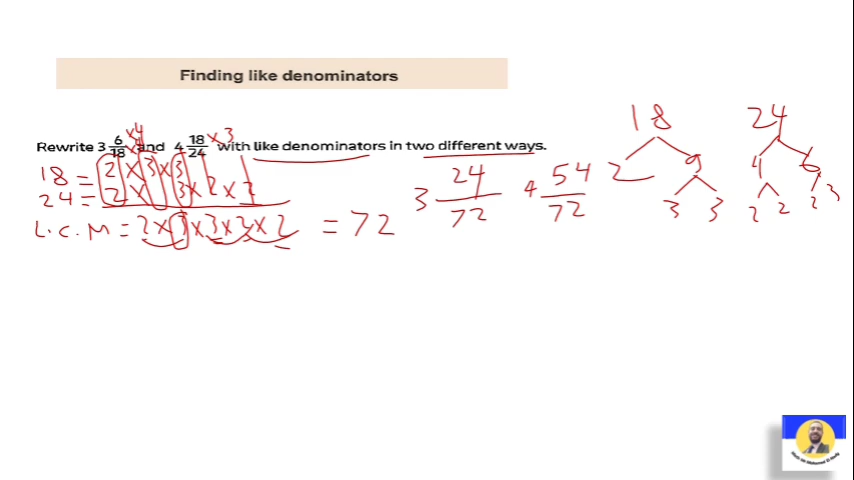 Finding like denominators
Rewrite 3 6/18 and 4 18/24 with like denominators in two different ways.
×4
×3
18 = 2 × 3 × 3
24 = 2 × 3 × 2 × 2
L.C.M = 2 × 3 × 3 × 2 × 2 = 72
3 24/72 4 54/72
18
2 9
3 3
24
4 6
2 2 2 3